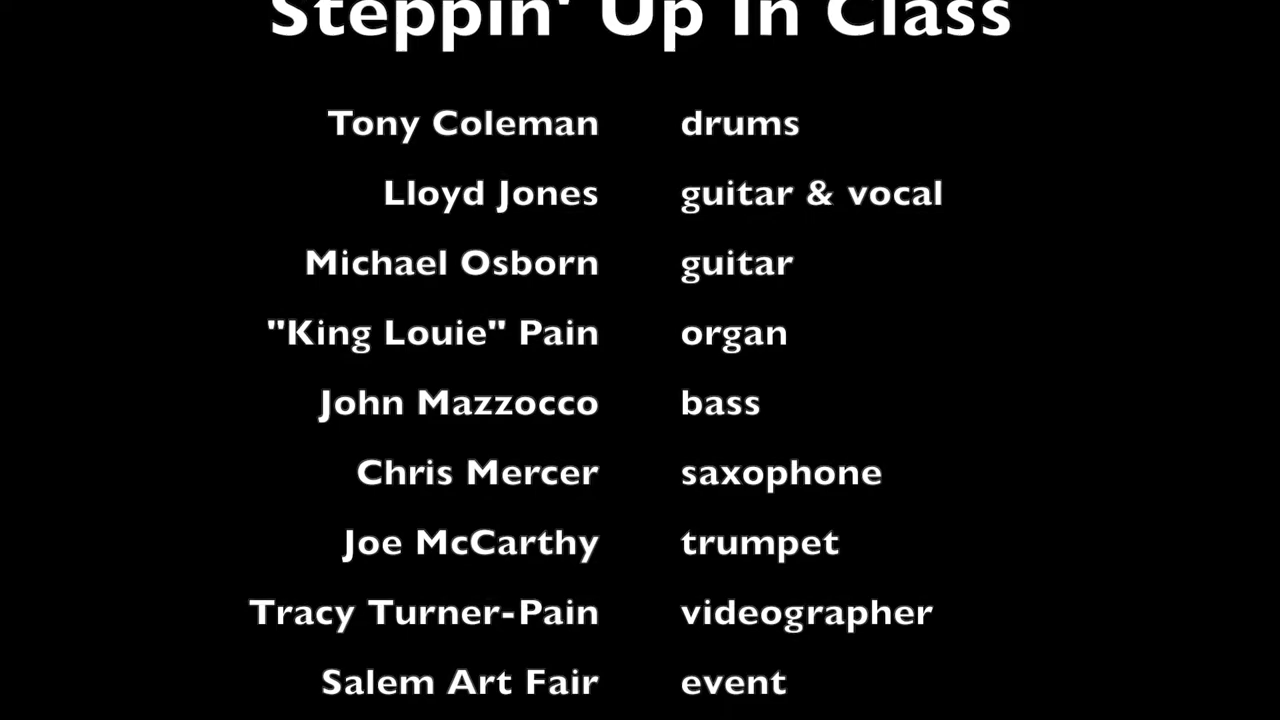 Steppin' Up In Class
Tony Coleman drums
Lloyd Jones guitar & vocal
Michael Osborn guitar
"King Louie" Pain organ
John Mazzocco bass
Chris Mercer saxophone
Joe McCarthy trumpet
Tracy Turner-Pain videographer
Salem Art Fair event